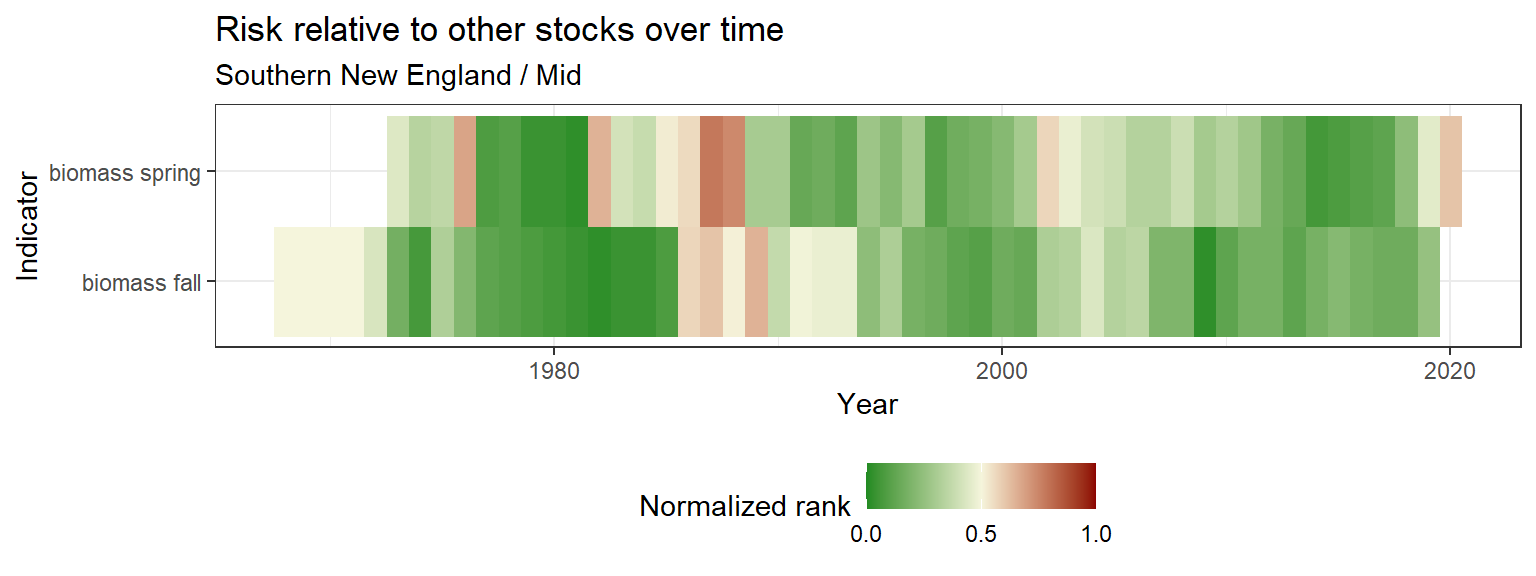 Risk relative to other stocks over time
Southern New England / Mid
Indicator
biomass spring
biomass fall
1980
2000
2020
Year
Normalized rank
0.0
0.5
1.0